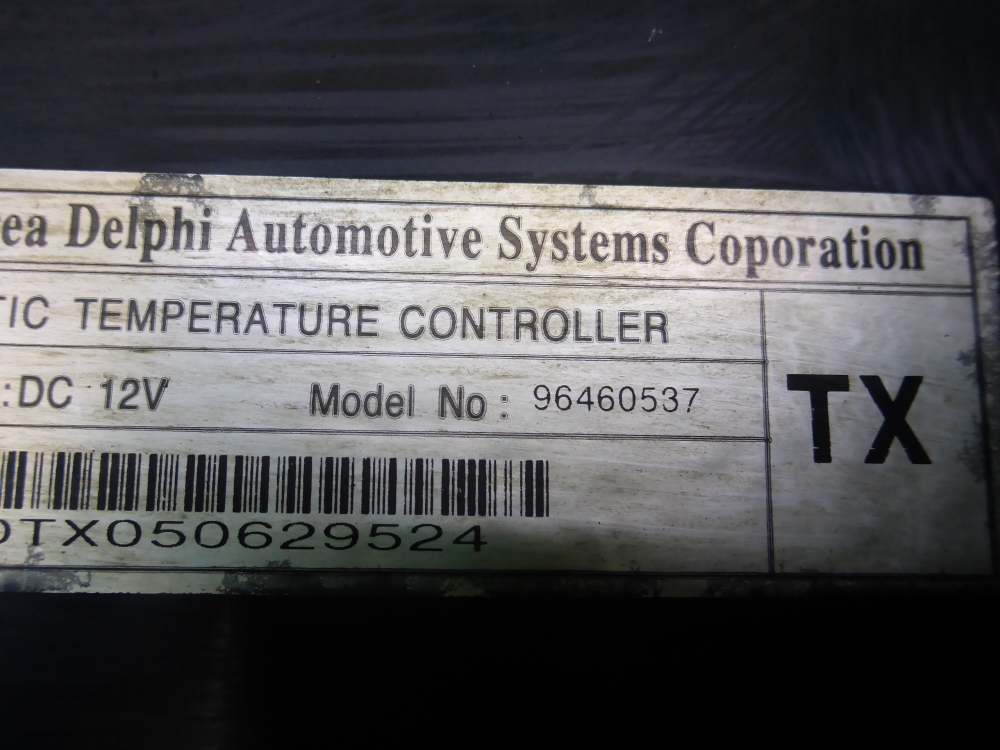 ea Delphi Automotive Systems Coporation
TIC TEMPERATURE CONTROLLER
:DC 12V Model No : 96460537
TX
DTX050629524